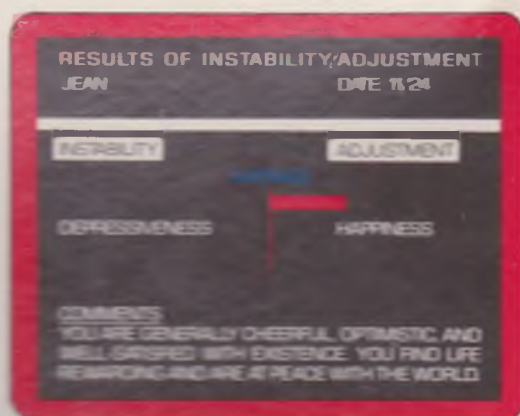 RESULTS OF INSTABILITY/ADJUSTMENT
JEAN DATE 11/24
INSTABILITY ADJUSTMENT
DEPRESSIVENESS HAPPINESS
COMMENTS
YOU ARE GENERALLY CHEERFUL, OPTIMISTIC, AND
WELL SATISFIED WITH EXISTENCE. YOU FIND LIFE
REWARDING AND ARE AT PEACE WITH THE WORLD.